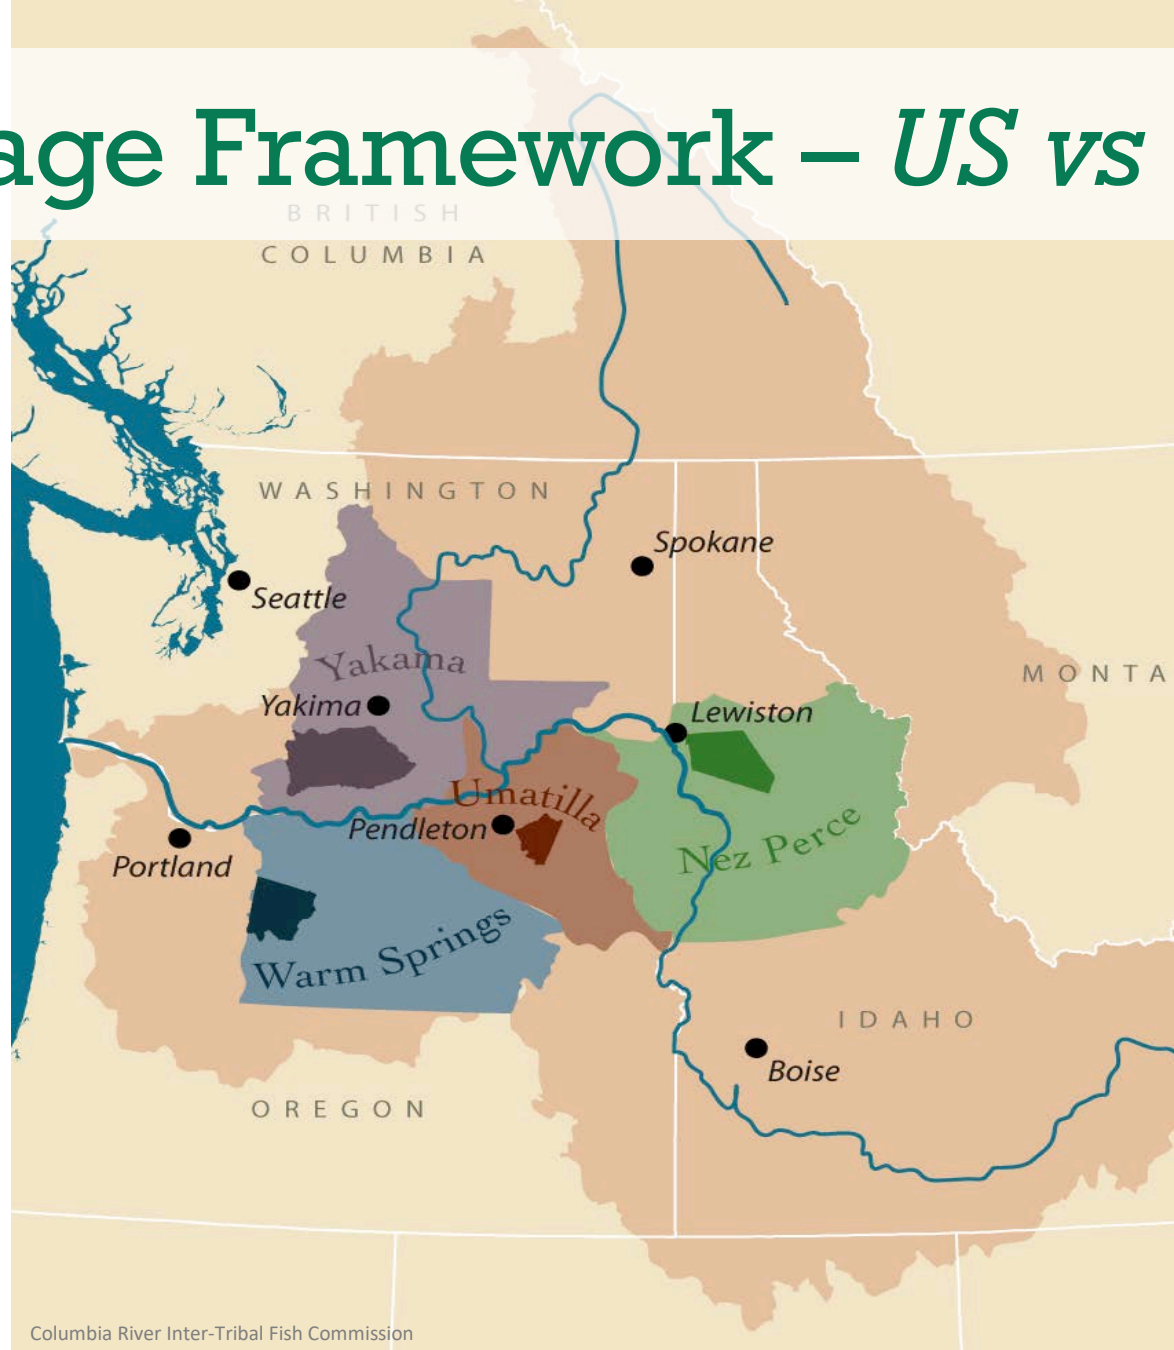 age Framework – US vs
BRITISH
COLUMBIA
WASHINGTON
Spokane
Seattle
Yakama
MONTA
Yakima
Lewiston
Umatilla
Pendleton
Nez Perce
Portland
Warm Springs
IDAHO
Boise
OREGON
Columbia River Inter-Tribal Fish Commission